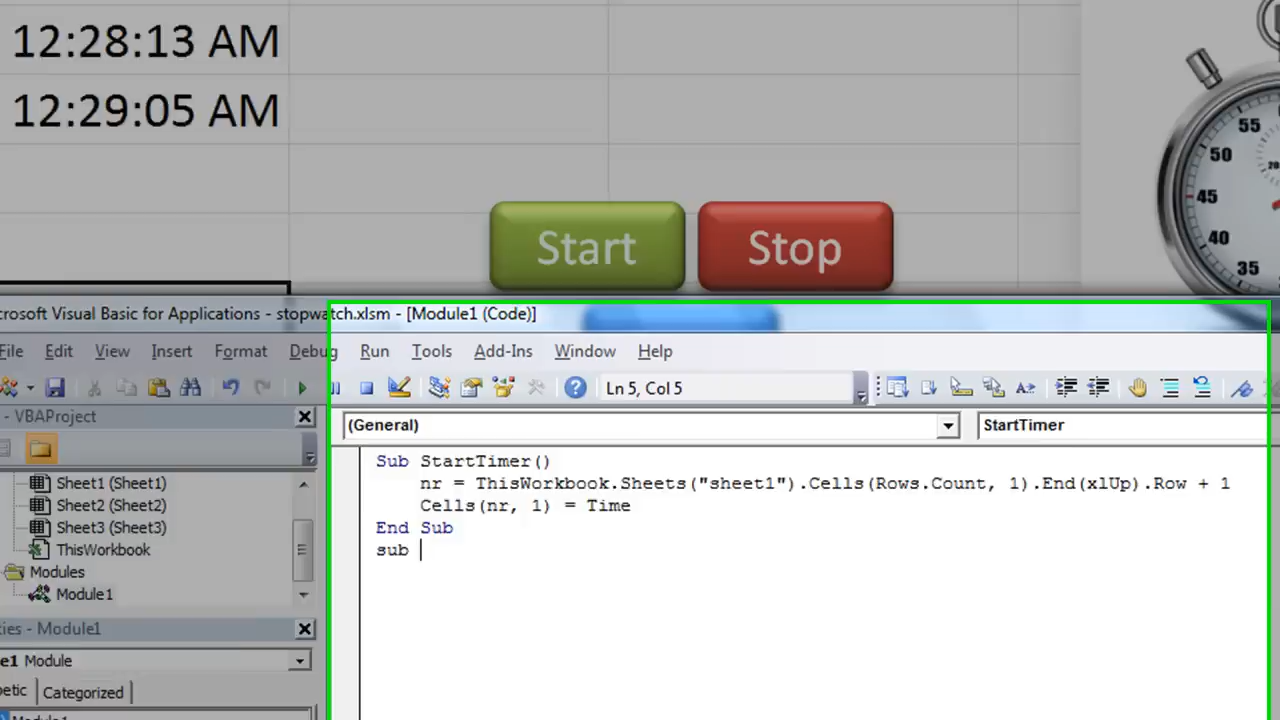 12:28:13 AM
12:29:05 AM
Start Stop
55
50
45
40
35
20
crosoft Visual Basic for Applications - stopwatch.xlsm - [Module1 (Code)]
File Edit View Insert Format Debug Run Tools Add-Ins Window Help
Ln 5, Col 5
- VBAProject
(General) StartTimer
Sheet1 (Sheet1)
Sheet2 (Sheet2)
Sheet3 (Sheet3)
ThisWorkbook
Modules
Module1
Sub StartTimer()
nr = ThisWorkbook.Sheets("sheet1").Cells(Rows.Count, 1).End(xlUp).Row + 1
Cells(nr, 1) = Time
End Sub
sub
ies - Module1
e1 Module
betic Categorized
Module1